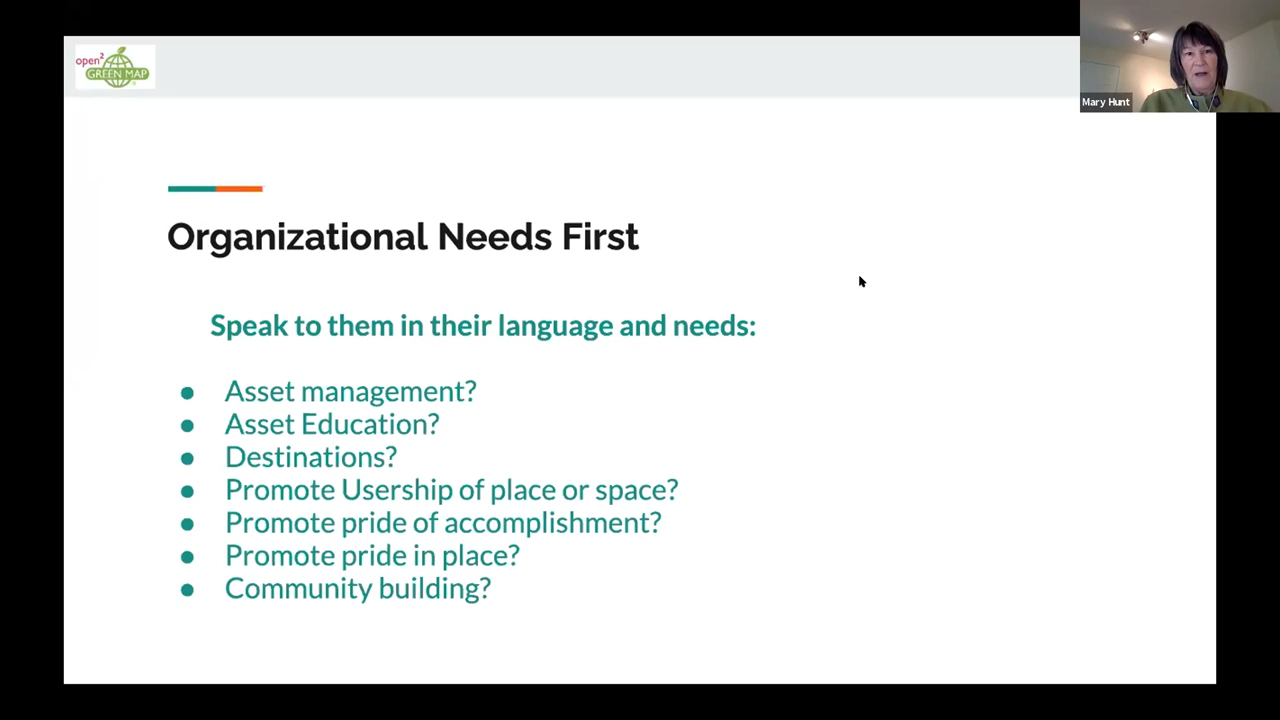 open²
GREEN MAP
Mary Hunt
Organizational Needs First
Speak to them in their language and needs:
● Asset management?
● Asset Education?
● Destinations?
● Promote Usership of place or space?
● Promote pride of accomplishment?
● Promote pride in place?
● Community building?